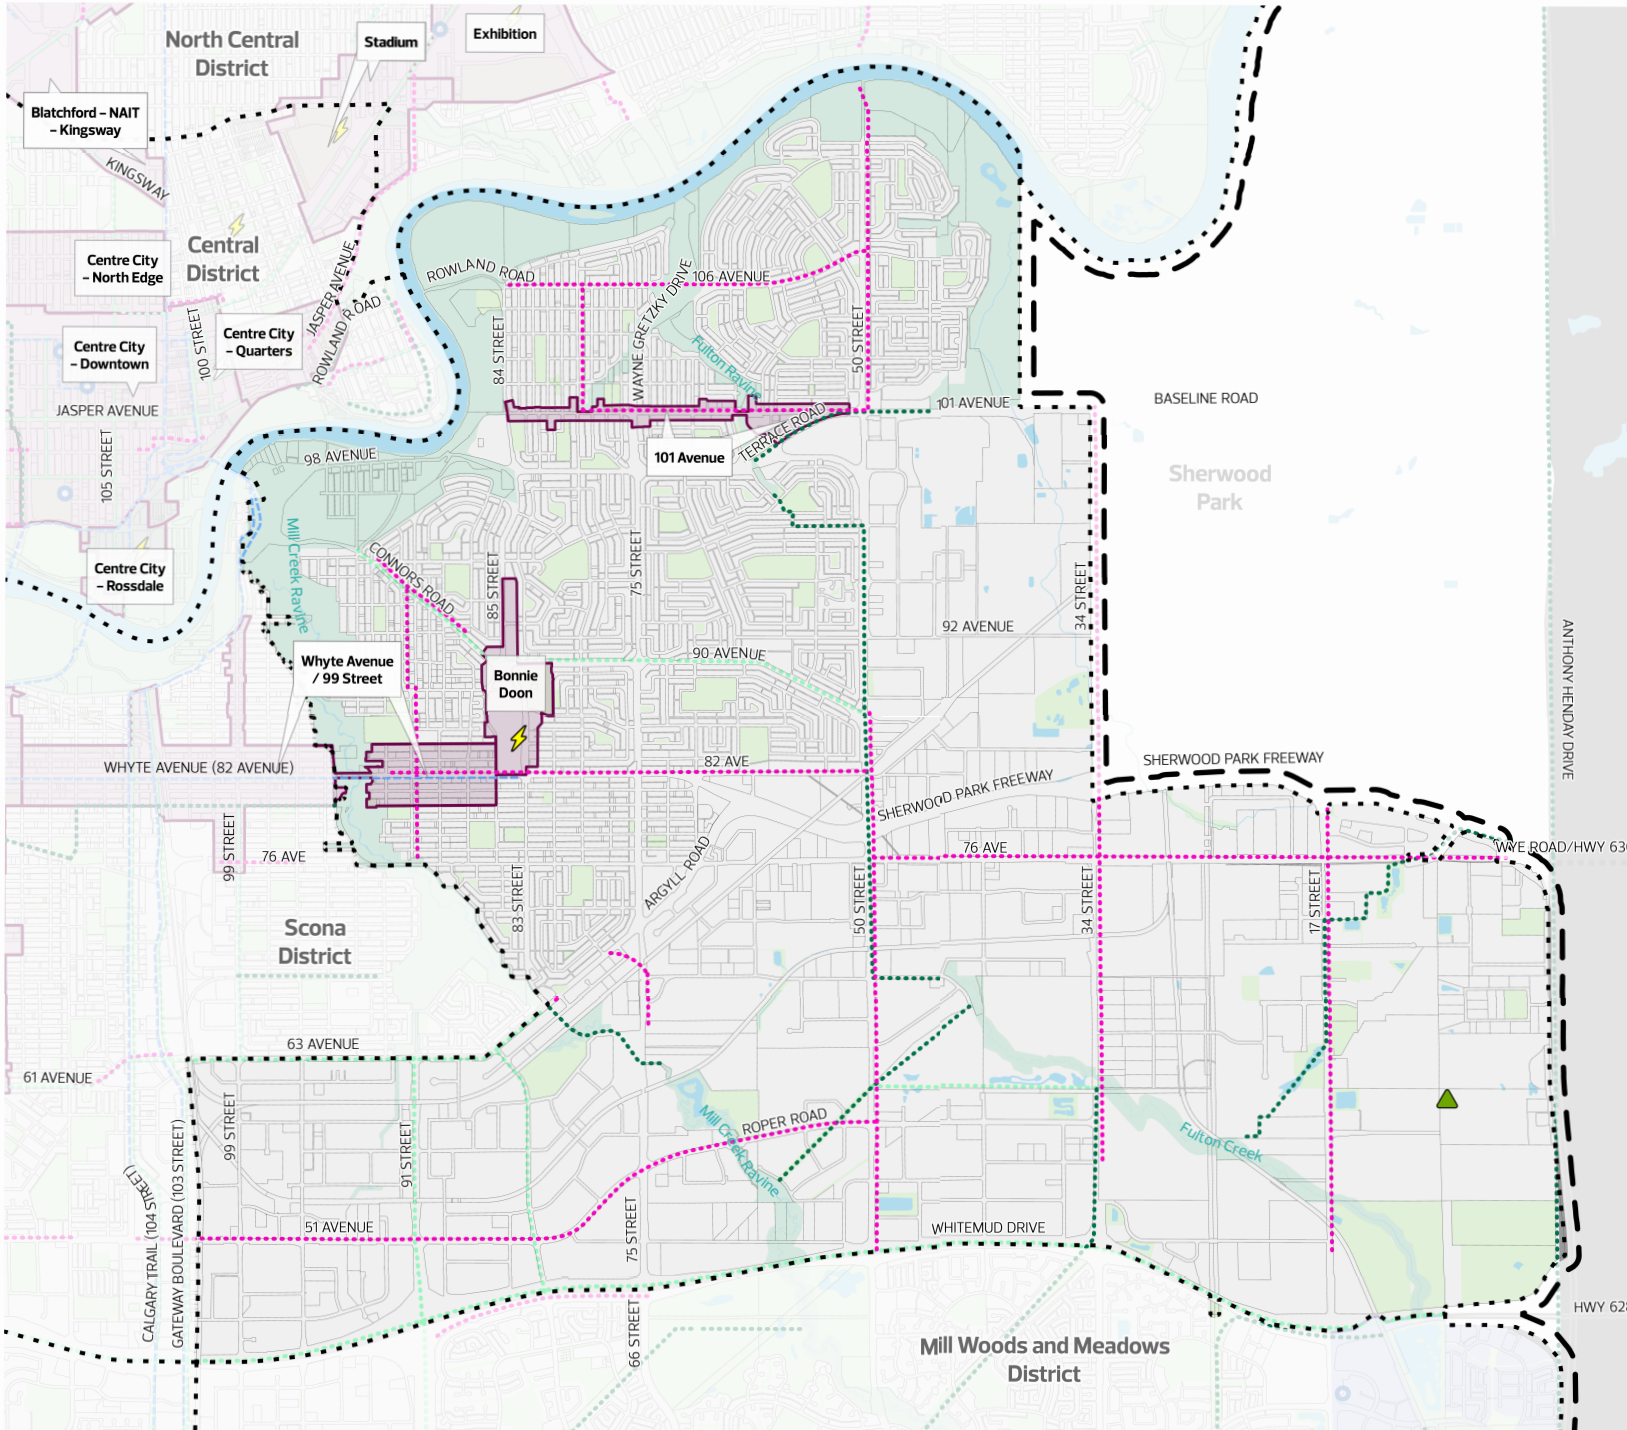 North Central
District
Stadium
Exhibition
Blatchford – NAIT
– Kingsway
KINGSWAY
Central
District
Centre City
– North Edge
JASPER AVENUE
ROWLAND ROAD
ROWLAND ROAD
106 AVENUE
WAYNE GRETZKY DRIVE
Centre City
– Downtown
100 STREET
Centre City
– Quarters
84 STREET
Fulton Ravine
50 STREET
JASPER AVENUE
101 AVENUE
BASELINE ROAD
TERRACE ROAD
101 Avenue
98 AVENUE
105 STREET
Sherwood
Park
Mill Creek Ravine
Centre City
– Rossdale
CONNORS ROAD
85 STREET
75 STREET
34 STREET
92 AVENUE
90 AVENUE
Whyte Avenue
/ 99 Street
Bonnie
Doon
ANTHONY HENDAY DRIVE
WHYTE AVENUE (82 AVENUE)
82 AVE
SHERWOOD PARK FREEWAY
SHERWOOD PARK FREEWAY
99 STREET
76 AVE
76 AVE
WYE ROAD/HWY 630
ARGYLL ROAD
83 STREET
50 STREET
34 STREET
17 STREET
Scona
District
63 AVENUE
61 AVENUE
99 STREET
91 STREET
Mill Creek Ravine
ROPER ROAD
Fulton Creek
CALGARY TRAIL (104 STREET)
GATEWAY BOULEVARD (103 STREET)
51 AVENUE
75 STREET
WHITEMUD DRIVE
66 STREET
HWY 628
Mill Woods and Meadows
District